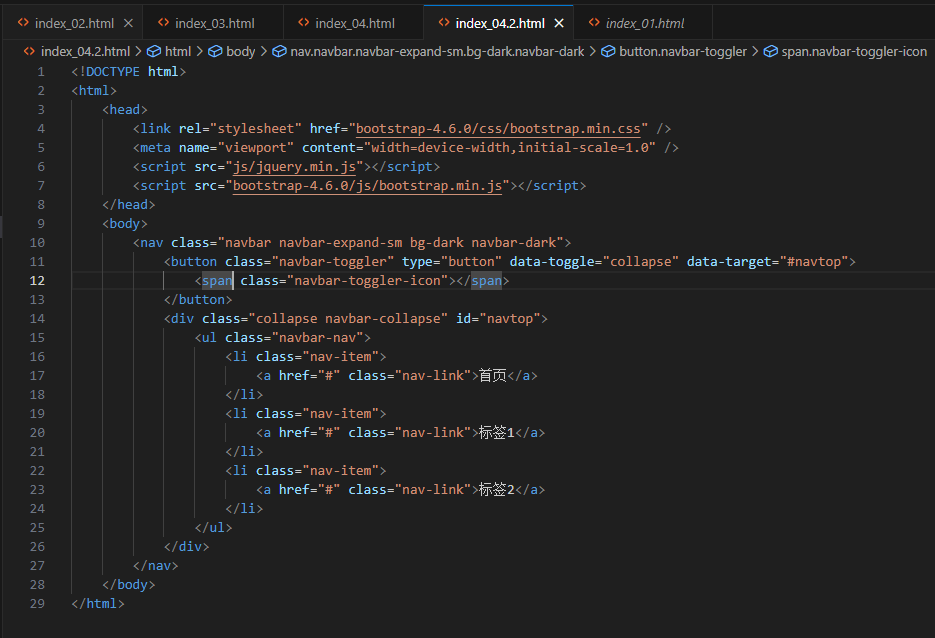 index_02.html index_03.html index_04.html index_04.2.html index_01.html
index_04.2.html > html > body > nav.navbar.navbar-expand-sm.bg-dark.navbar-dark > button.navbar-toggler > span.navbar-toggler-icon
1 <!DOCTYPE html>
2 <html>
3 <head>
4 <link rel="stylesheet" href="bootstrap-4.6.0/css/bootstrap.min.css" />
5 <meta name="viewport" content="width=device-width,initial-scale=1.0" />
6 <script src="js/jquery.min.js"></script>
7 <script src="bootstrap-4.6.0/js/bootstrap.min.js"></script>
8 </head>
9 <body>
10 <nav class="navbar navbar-expand-sm bg-dark navbar-dark">
11 <button class="navbar-toggler" type="button" data-toggle="collapse" data-target="#navtop">
12 <span class="navbar-toggler-icon"></span>
13 </button>
14 <div class="collapse navbar-collapse" id="navtop">
15 <ul class="navbar-nav">
16 <li class="nav-item">
17 <a href="#" class="nav-link">首页</a>
18 </li>
19 <li class="nav-item">
20 <a href="#" class="nav-link">标签1</a>
21 </li>
22 <li class="nav-item">
23 <a href="#" class="nav-link">标签2</a>
24 </li>
25 </ul>
26 </div>
27 </nav>
28 </body>
29 </html>